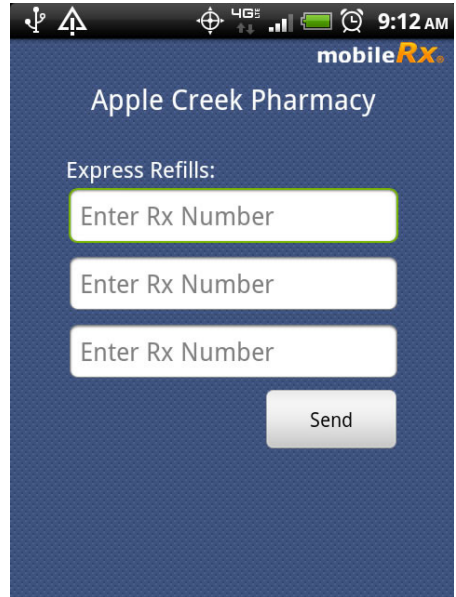 4G
9:12 AM
mobileRx®
Apple Creek Pharmacy
Express Refills:
Enter Rx Number
Enter Rx Number
Enter Rx Number
Send